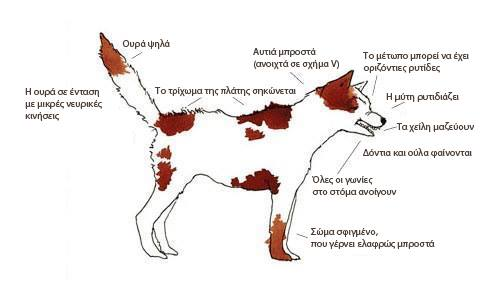 Ουρά ψηλά
Αυτιά μπροστά
(ανοιχτά σε σχήμα V)
Το μέτωπο μπορεί να έχει
οριζόντιες ρυτίδες
Η ουρά σε ένταση
με μικρές νευρικές
κινήσεις
Το τρίχωμα της πλάτης σηκώνεται
Η μύτη ρυτιδιάζει
Τα χείλη μαζεύουν
Δόντια και ούλα φαίνονται
Όλες οι γωνίες
στο στόμα ανοίγουν
Σώμα σφιγμένο,
που γέρνει ελαφρώς μπροστά